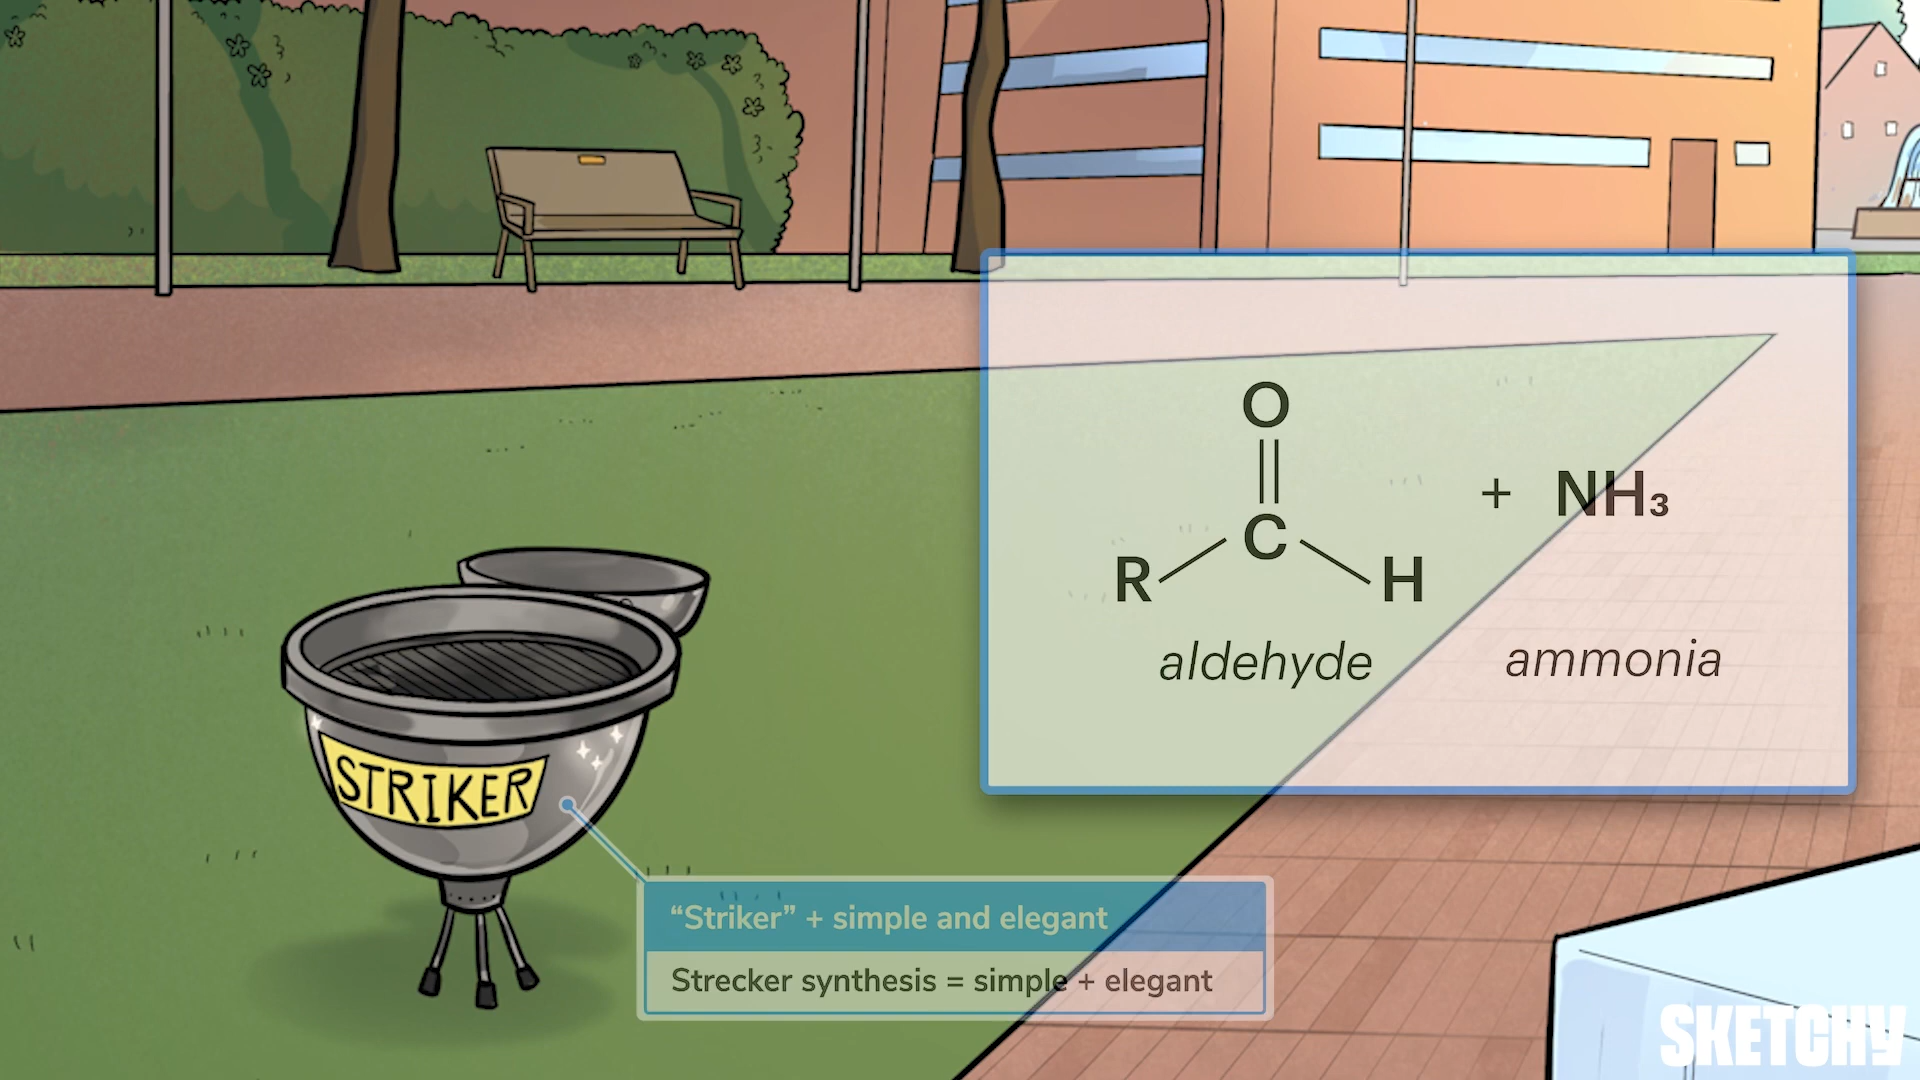 O
C
R
H
+ NH₃
aldehyde
ammonia
STRIKER
“Striker” + simple and elegant
Strecker synthesis = simple + elegant
SKETCHY